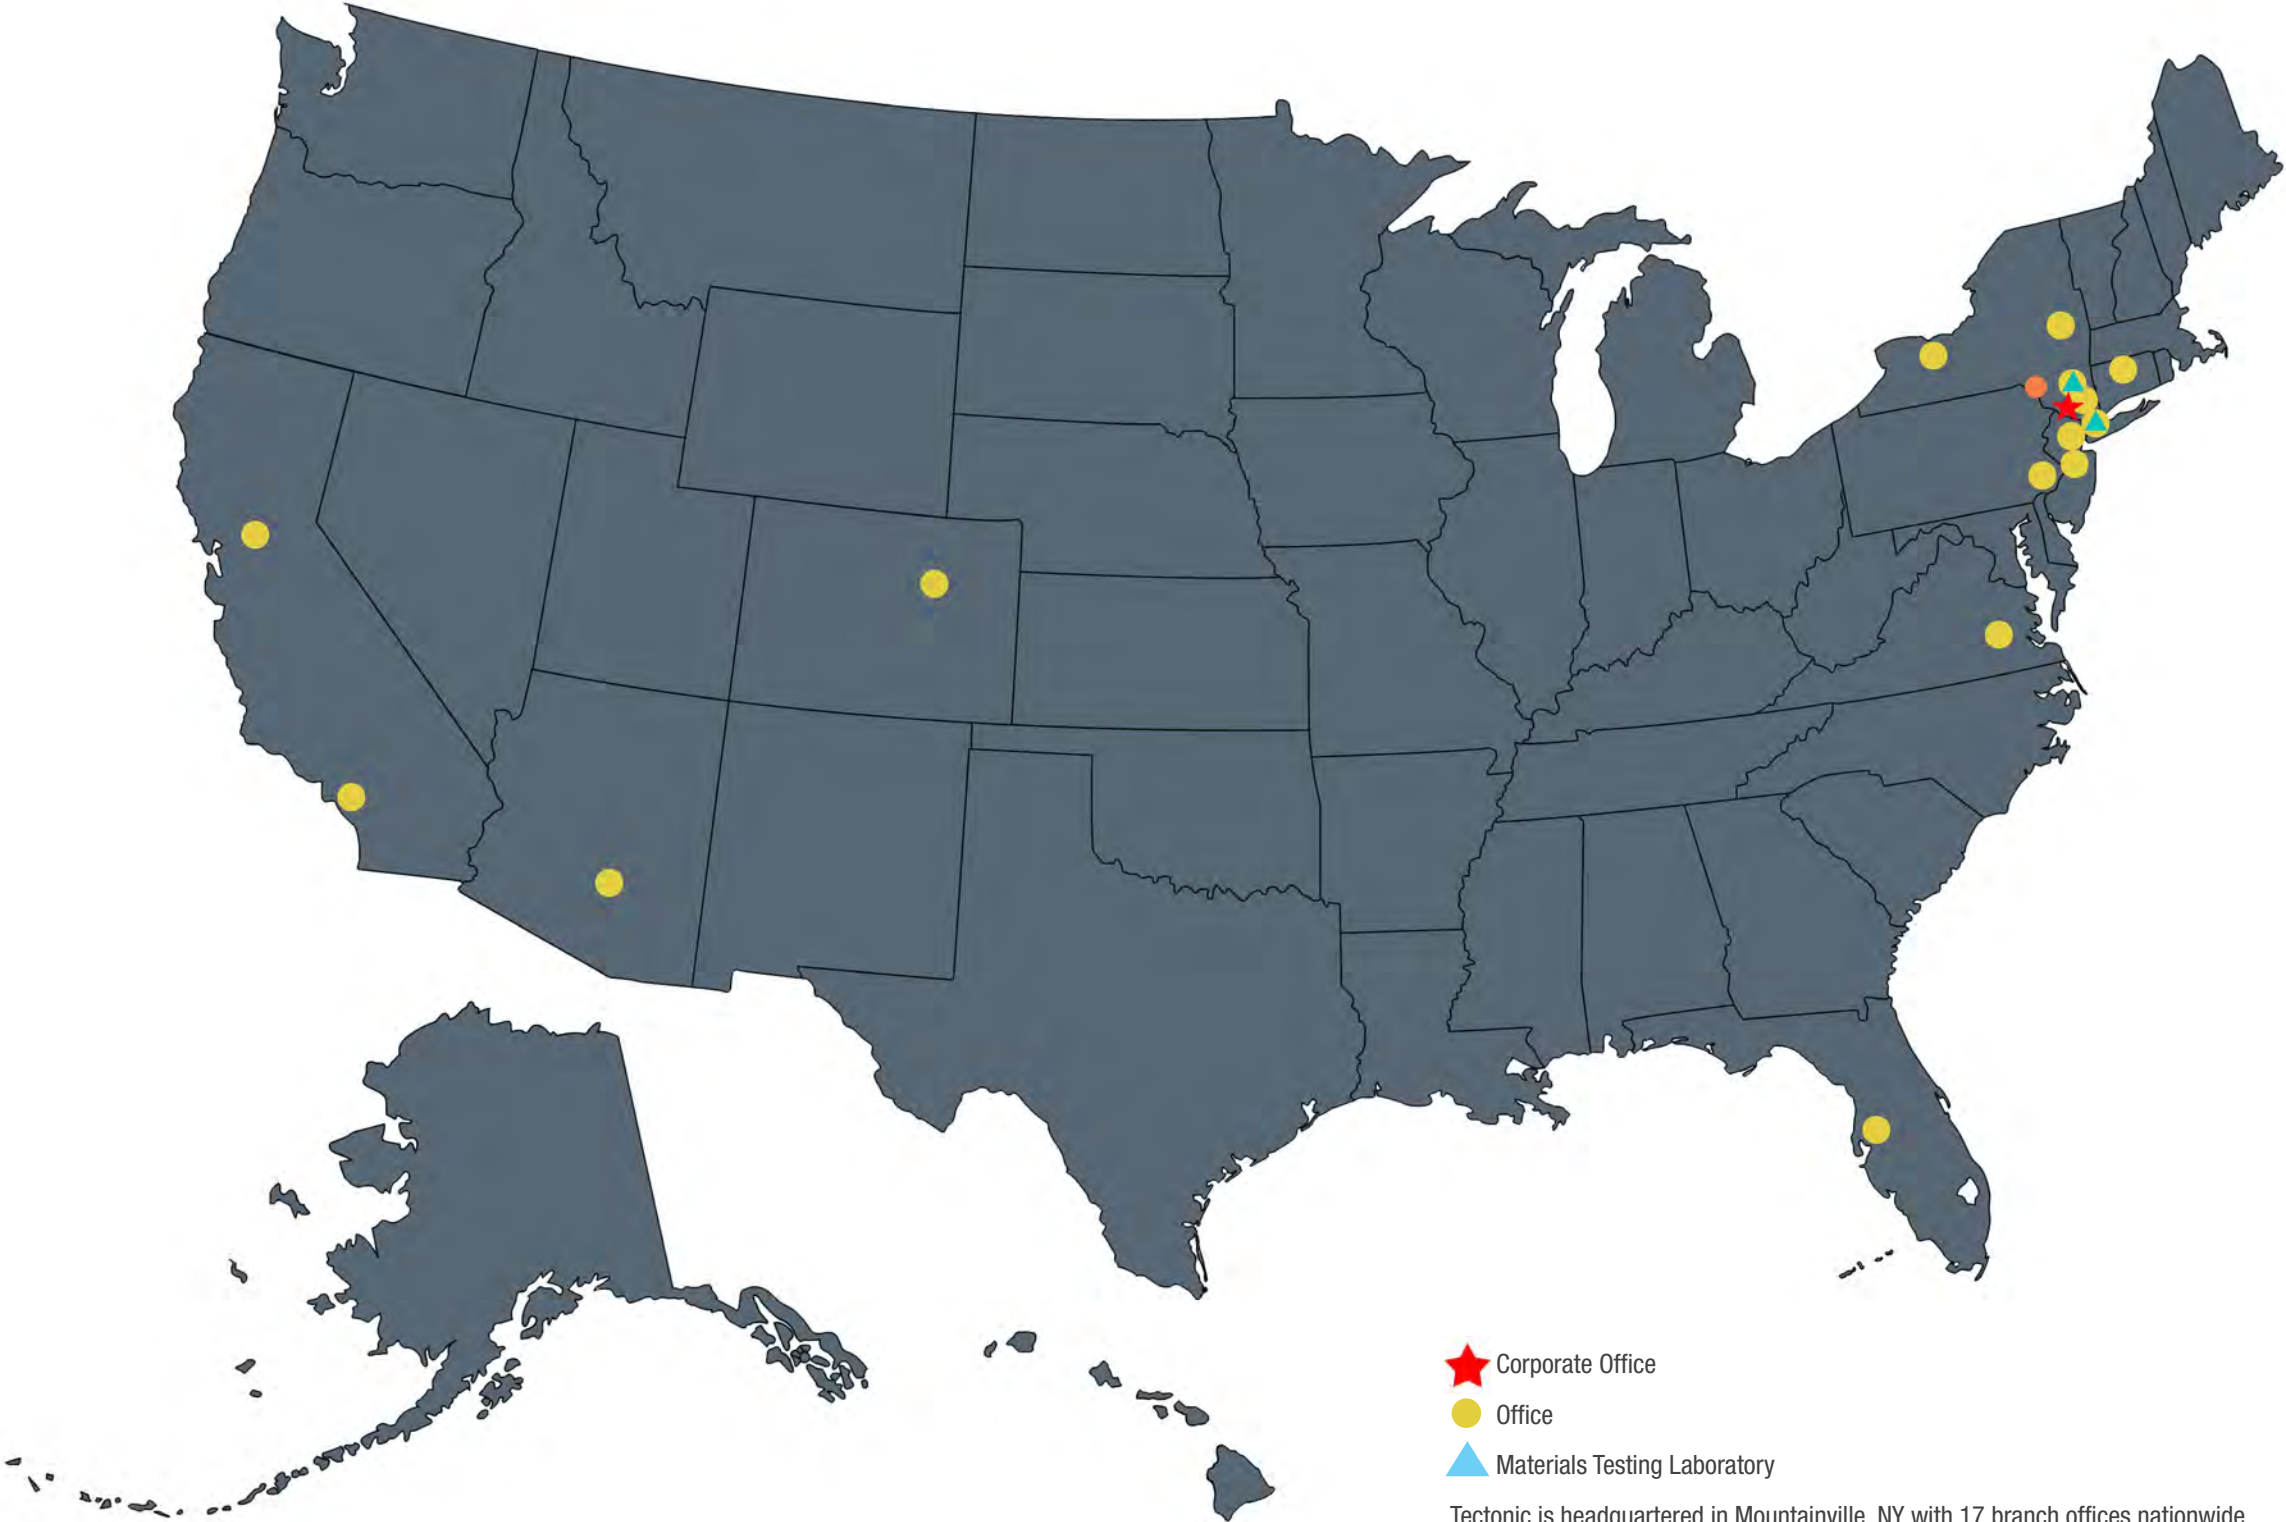 Corporate Office
Office
Materials Testing Laboratory
Tectonic is headquartered in Mountainville, NY with 17 branch offices nationwide